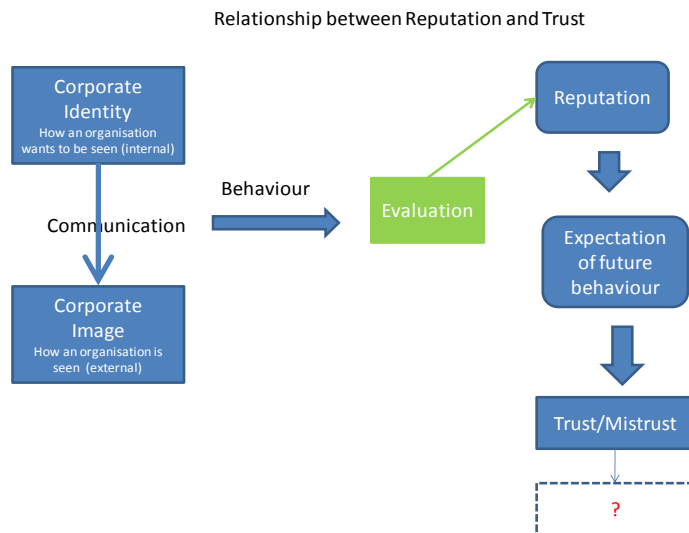 Relationship between Reputation and Trust
Corporate
Identity
How an organisation
wants to be seen (internal)
Communication
Corporate
Image
How an organisation is
seen (external)
Behaviour
Evaluation
Reputation
Expectation
of future
behaviour
Trust/Mistrust
?